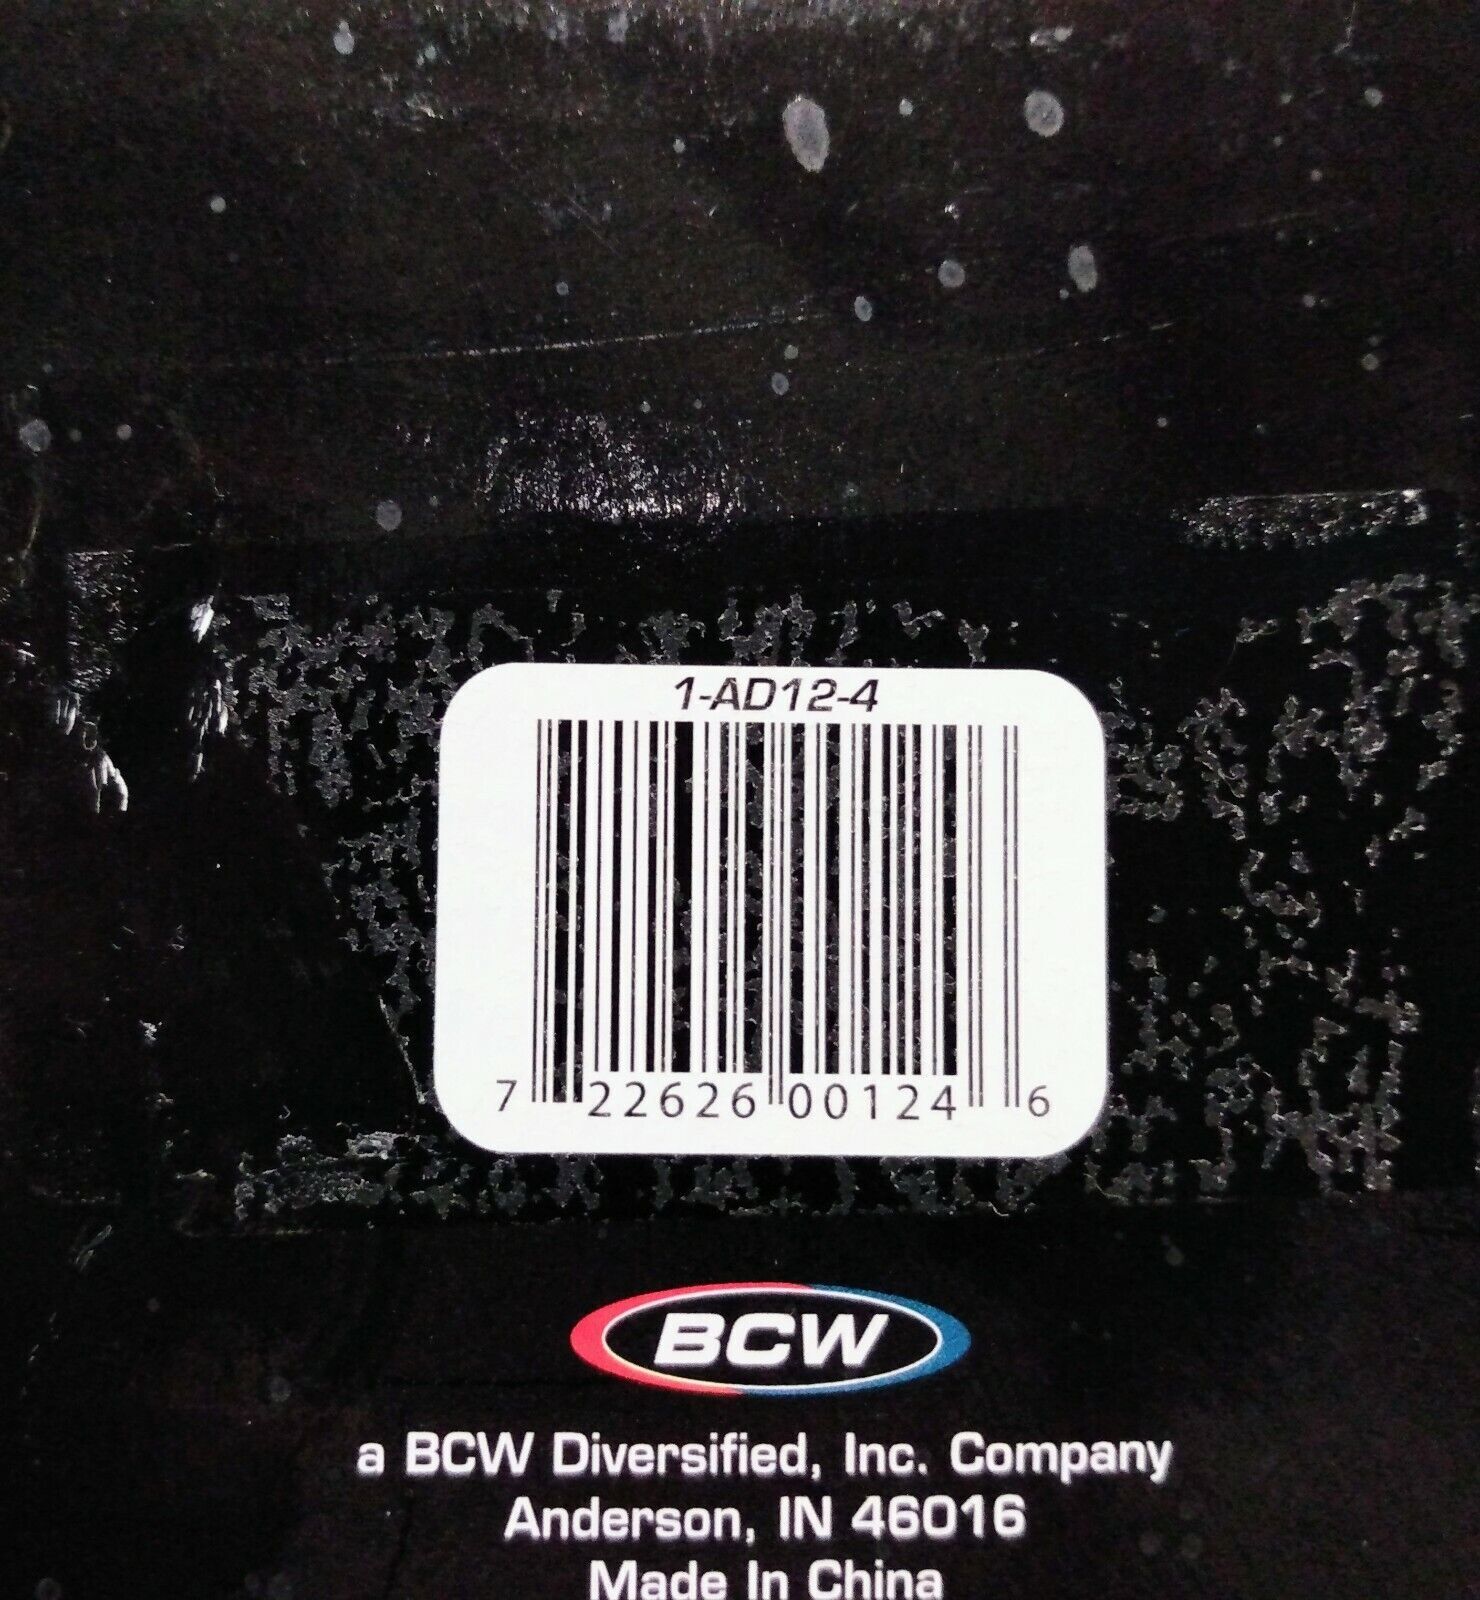 1-AD12-4
7 22626 00124 6
BCW
a BCW Diversified, Inc. Company
Anderson, IN 46016
Made In China